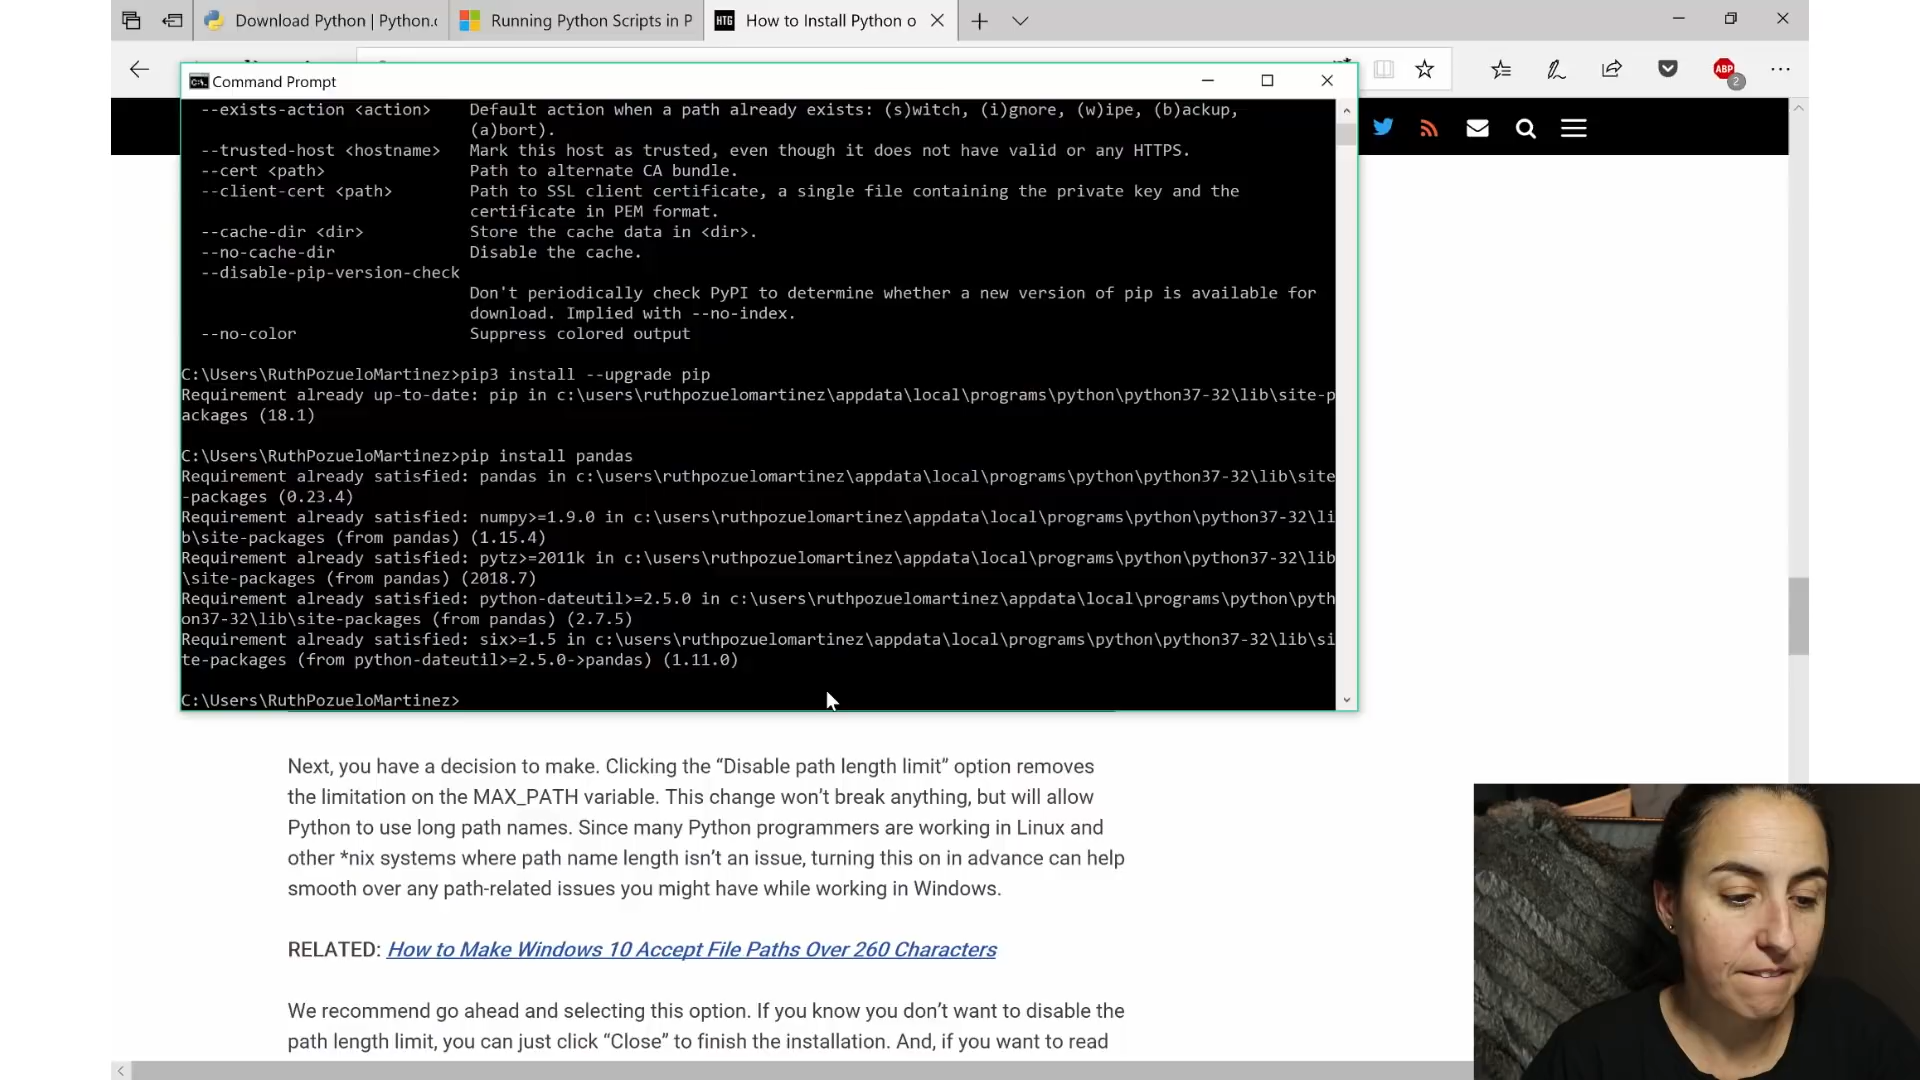 Download Python | Python.o
Running Python Scripts in P
HTG How to Install Python o
Command Prompt
ABP 2
--exists-action <action> Default action when a path already exists: (s)witch, (i)gnore, (w)ipe, (b)ackup,
(a)bort).
--trusted-host <hostname> Mark this host as trusted, even though it does not have valid or any HTTPS.
--cert <path> Path to alternate CA bundle.
--client-cert <path> Path to SSL client certificate, a single file containing the private key and the
certificate in PEM format.
--cache-dir <dir> Store the cache data in <dir>.
--no-cache-dir Disable the cache.
--disable-pip-version-check
Don't periodically check PyPI to determine whether a new version of pip is available for
download. Implied with --no-index.
--no-color Suppress colored output
C:\Users\RuthPozueloMartinez>pip3 install --upgrade pip
Requirement already up-to-date: pip in c:\users\ruthpozuelomartinez\appdata\local\programs\python\python37-32\lib\site-p
ackages (18.1)
C:\Users\RuthPozueloMartinez>pip install pandas
Requirement already satisfied: pandas in c:\users\ruthpozuelomartinez\appdata\local\programs\python\python37-32\lib\site
-packages (0.23.4)
Requirement already satisfied: numpy>=1.9.0 in c:\users\ruthpozuelomartinez\appdata\local\programs\python\python37-32\li
b\site-packages (from pandas) (1.15.4)
Requirement already satisfied: pytz>=2011k in c:\users\ruthpozuelomartinez\appdata\local\programs\python\python37-32\lib
\site-packages (from pandas) (2018.7)
Requirement already satisfied: python-dateutil>=2.5.0 in c:\users\ruthpozuelomartinez\appdata\local\programs\python\pyth
on37-32\lib\site-packages (from pandas) (2.7.5)
Requirement already satisfied: six>=1.5 in c:\users\ruthpozuelomartinez\appdata\local\programs\python\python37-32\lib\si
te-packages (from python-dateutil>=2.5.0->pandas) (1.11.0)
C:\Users\RuthPozueloMartinez>
Next, you have a decision to make. Clicking the “Disable path length limit” option removes
the limitation on the MAX_PATH variable. This change won’t break anything, but will allow
Python to use long path names. Since many Python programmers are working in Linux and
other *nix systems where path name length isn’t an issue, turning this on in advance can help
smooth over any path-related issues you might have while working in Windows.
RELATED: How to Make Windows 10 Accept File Paths Over 260 Characters
We recommend go ahead and selecting this option. If you know you don’t want to disable the
path length limit, you can just click “Close” to finish the installation. And, if you want to read